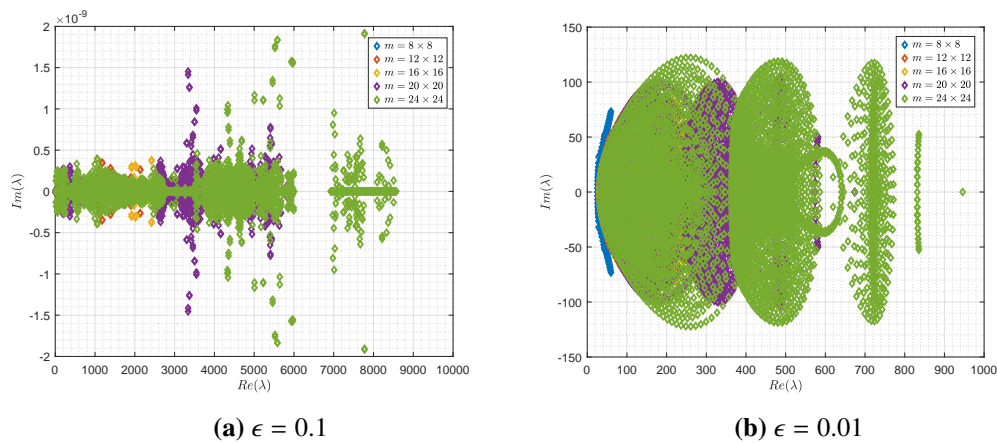 ×10⁻⁹
2
1.5
1
0.5
0
-0.5
-1
-1.5
-2
Im(λ)
0 1000 2000 3000 4000 5000 6000 7000 8000 9000 10000
Re(λ)
m = 8 × 8
m = 12 × 12
m = 16 × 16
m = 20 × 20
m = 24 × 24
(a) ϵ = 0.1
150
100
50
0
-50
-100
-150
Im(λ)
0 100 200 300 400 500 600 700 800 900 1000
Re(λ)
m = 8 × 8
m = 12 × 12
m = 16 × 16
m = 20 × 20
m = 24 × 24
(b) ϵ = 0.01